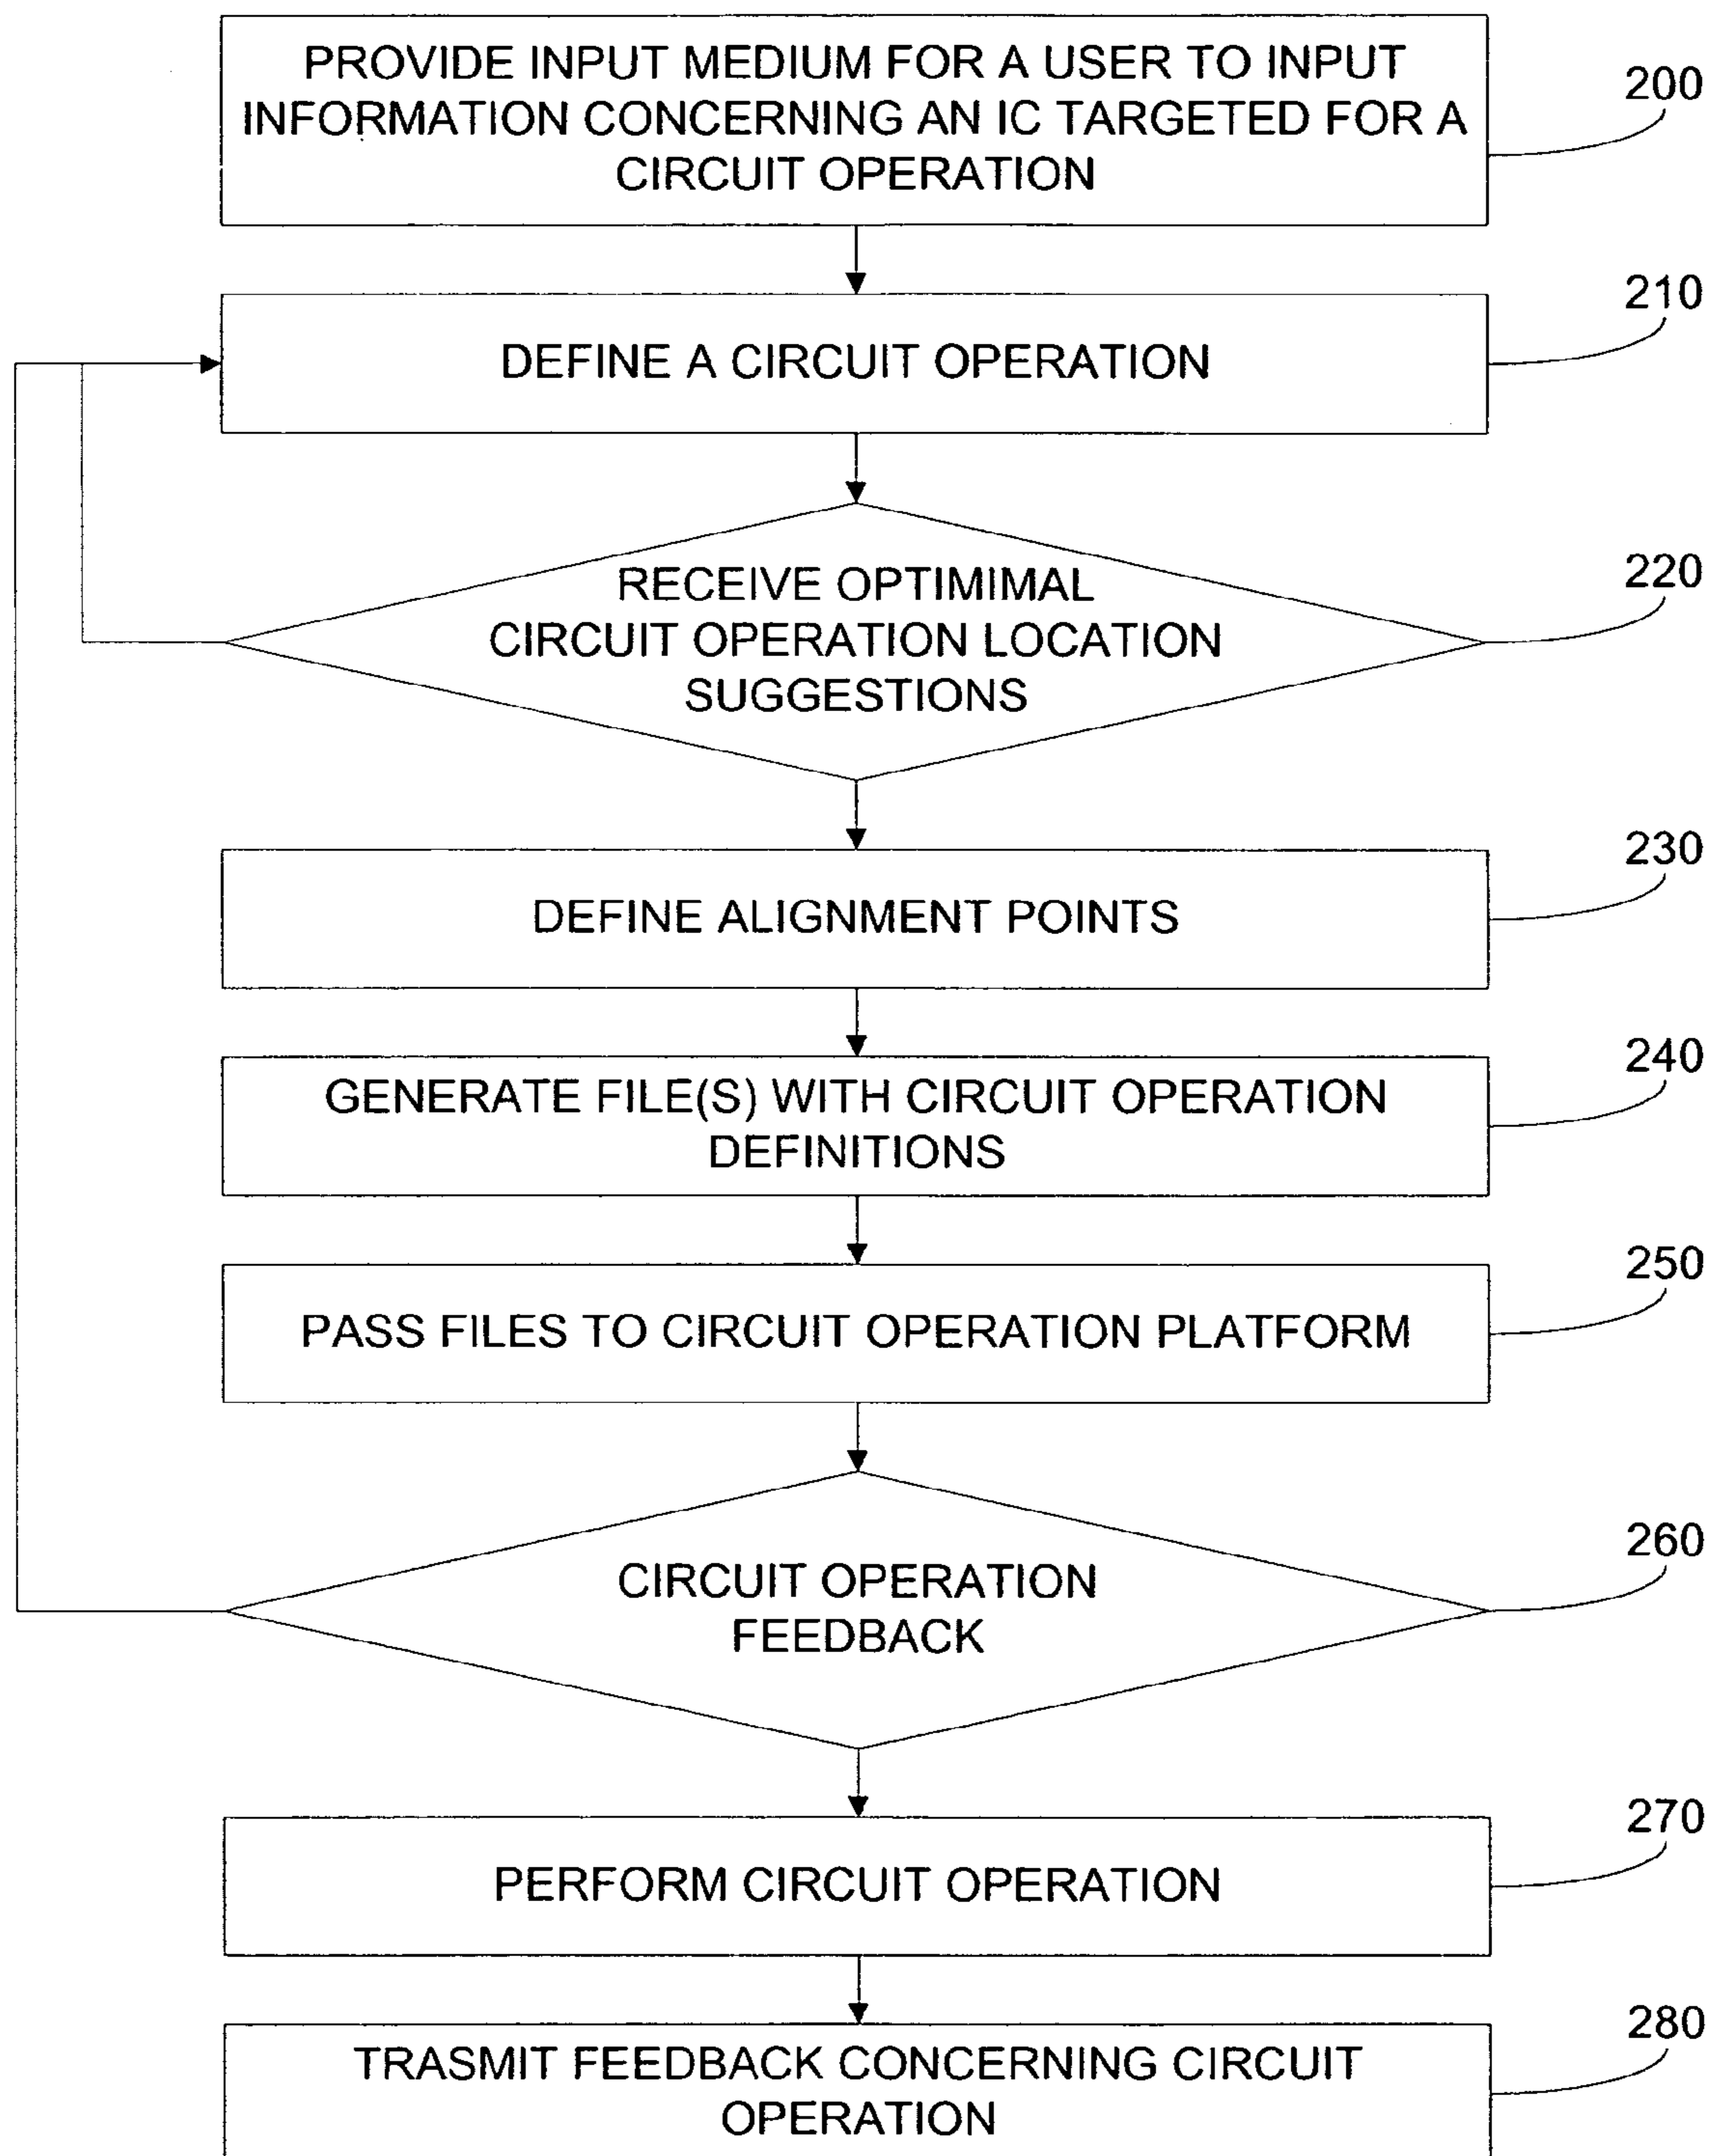 PROVIDE INPUT MEDIUM FOR A USER TO INPUT
INFORMATION CONCERNING AN IC TARGETED FOR A
CIRCUIT OPERATION
200
DEFINE A CIRCUIT OPERATION
210
RECEIVE OPTIMIMAL
CIRCUIT OPERATION LOCATION
SUGGESTIONS
220
DEFINE ALIGNMENT POINTS
230
GENERATE FILE(S) WITH CIRCUIT OPERATION
DEFINITIONS
240
PASS FILES TO CIRCUIT OPERATION PLATFORM
250
CIRCUIT OPERATION
FEEDBACK
260
PERFORM CIRCUIT OPERATION
270
TRASMIT FEEDBACK CONCERNING CIRCUIT
OPERATION
280